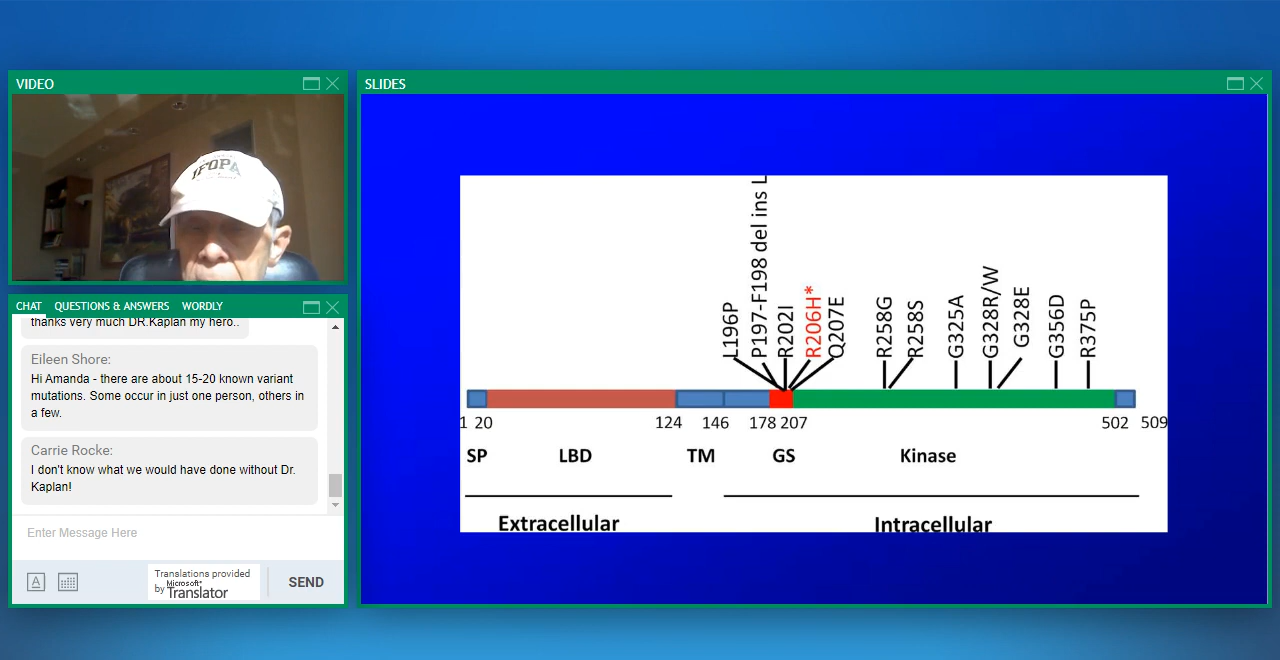 VIDEO
IFOPA
CHAT QUESTIONS & ANSWERS WORDLY
thanks very much DR.Kaplan my hero..
Eileen Shore:
Hi Amanda - there are about 15-20 known variant
mutations. Some occur in just one person, others in
a few.
Carrie Rocke:
I don't know what we would have done without Dr.
Kaplan!
Enter Message Here
A
Translations provided
by Microsoft®
Translator
SEND
SLIDES
L196P
P197-F198 del ins L
R202I
R206H*
Q207E
R258G
R258S
G325A
G328R/W
G328E
G356D
R375P
1 20 124 146 178 207 502 509
SP LBD TM GS Kinase
Extracellular Intracellular